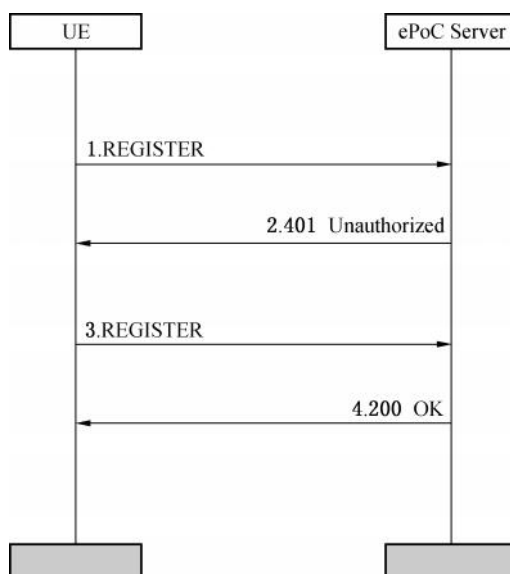 UE
ePoC Server
1.REGISTER
2.401 Unauthorized
3.REGISTER
4.200 OK